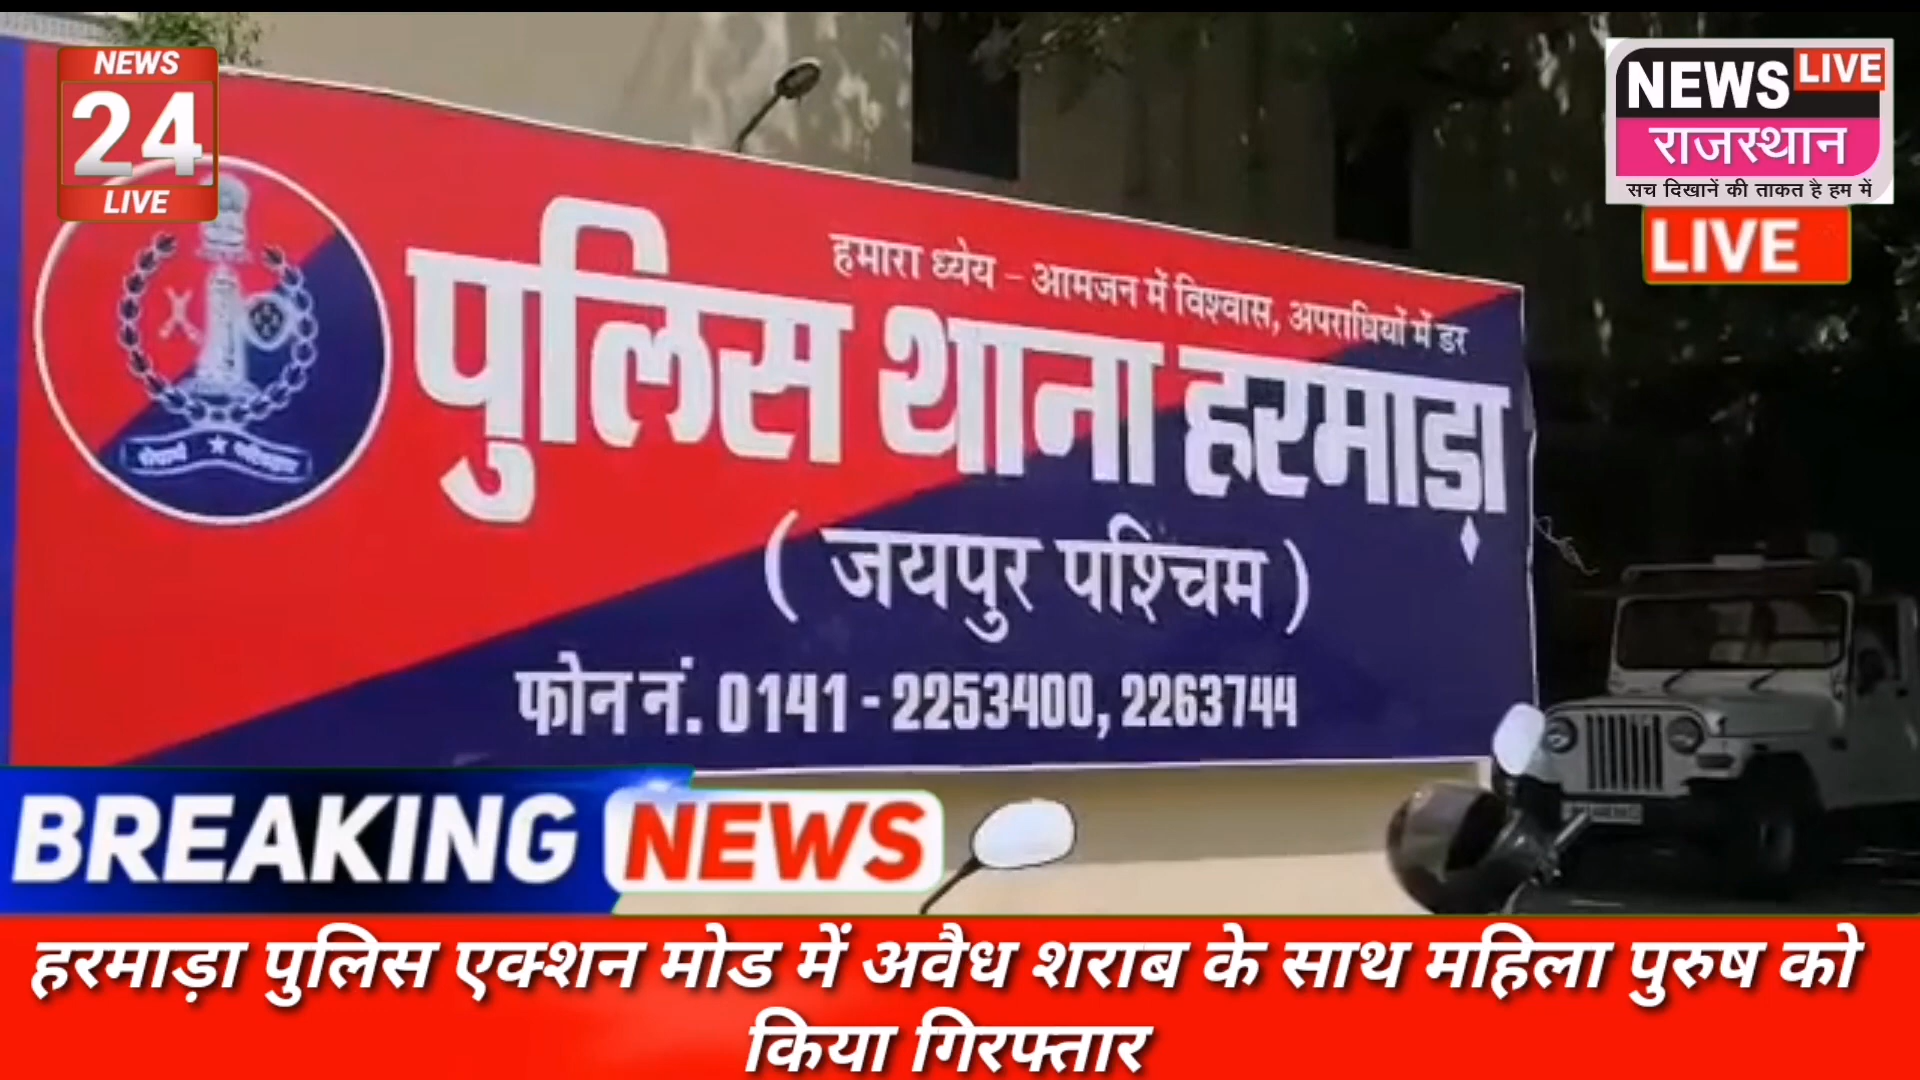 NEWS
24
LIVE
NEWS LIVE
राजस्थान
सच दिखानें की ताकत है हम में
LIVE
हमारा ध्येय - आमजन में विश्वास, अपराधियों में डर
पुलिस थाना हरमाड़ा
( जयपुर पश्चिम )
फोन नं. 0141 - 2253400, 2263744
BREAKING NEWS
हरमाड़ा पुलिस एक्शन मोड में अवैध शराब के साथ महिला पुरुष को
किया गिरफ्तार